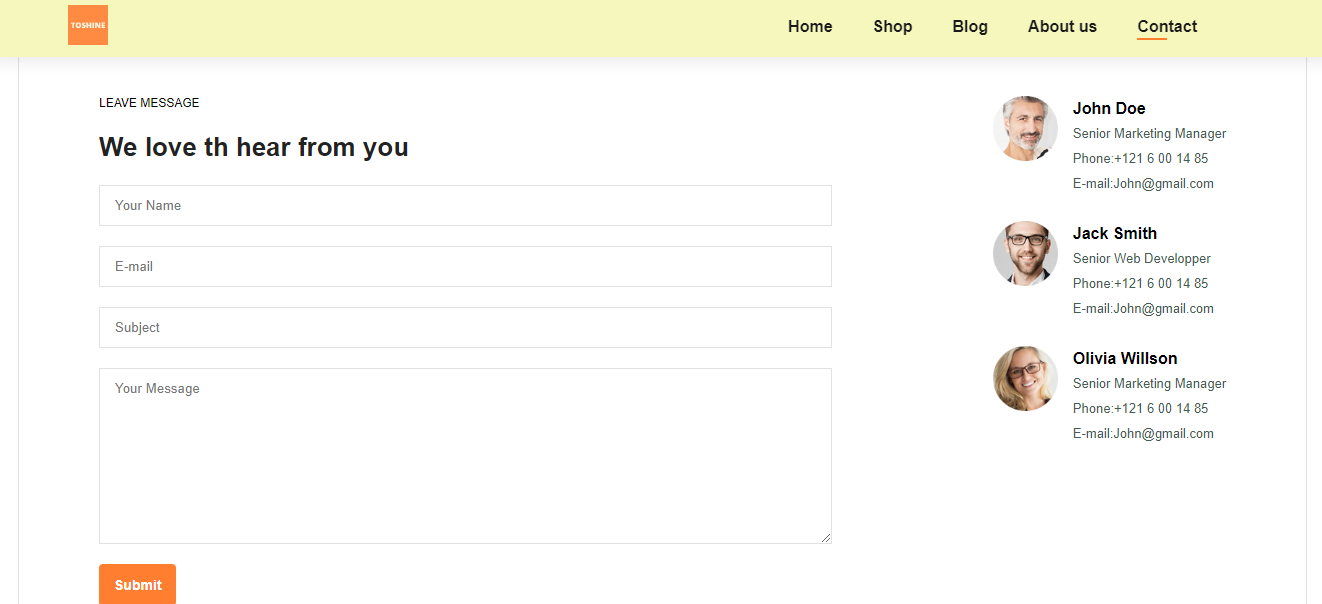 TOSHINE
Home Shop Blog About us Contact
LEAVE MESSAGE
We love th hear from you
Your Name
E-mail
Subject
Your Message
Submit
John Doe
Senior Marketing Manager
Phone:+121 6 00 14 85
E-mail:John@gmail.com
Jack Smith
Senior Web Developper
Phone:+121 6 00 14 85
E-mail:John@gmail.com
Olivia Willson
Senior Marketing Manager
Phone:+121 6 00 14 85
E-mail:John@gmail.com